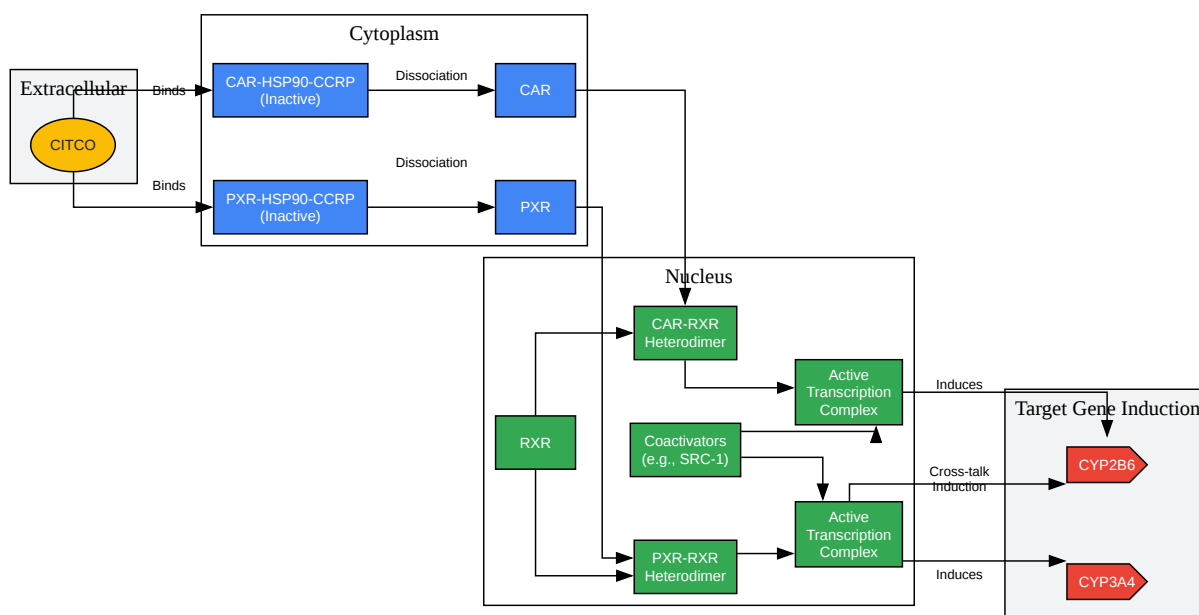 Cytoplasm
Extracellular
CAR-HSP90-CCRP
(Inactive)
Dissociation
CAR
Binds
CITCO
Binds
Dissociation
PXR-HSP90-CCRP
(Inactive)
PXR
Nucleus
CAR-RXR
Heterodimer
Active
Transcription
Complex
Induces
Target Gene Induction
RXR
Coactivators
(e.g., SRC-1)
Cross-talk
Induction
CYP2B6
Active
Transcription
Complex
PXR-RXR
Heterodimer
Induces
CYP3A4